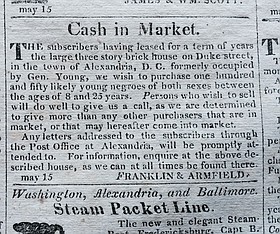 JAMES & WM. SCOTT.
may 15
Cash in Market.
THE subscribers having leased for a term of years
the large three story brick house on Duke street,
in the town of Alexandria, D. C. formerly occupied
by Gen. Young, we wish to purchase one hundred
and fifty likely young negroes of both sexes between
the ages of 8 and 25 years. Persons who wish to sell
will do well to give us a call, as we are determined
to give more than any other purchasers that are in
market, or that may hereafter come into market.
Any letters addressed to the subscribers through
the Post Office at Alexandria, will be promptly at-
tended to. For information, enquire at the above de-
scribed house, as we can at all times be found there.
may 15 FRANKLIN & ARMFIELD.
Washington, Alexandria, and Baltimore.
Steam Packet Line
The new and elegant Steam-
Fredericksburg, Capt B.